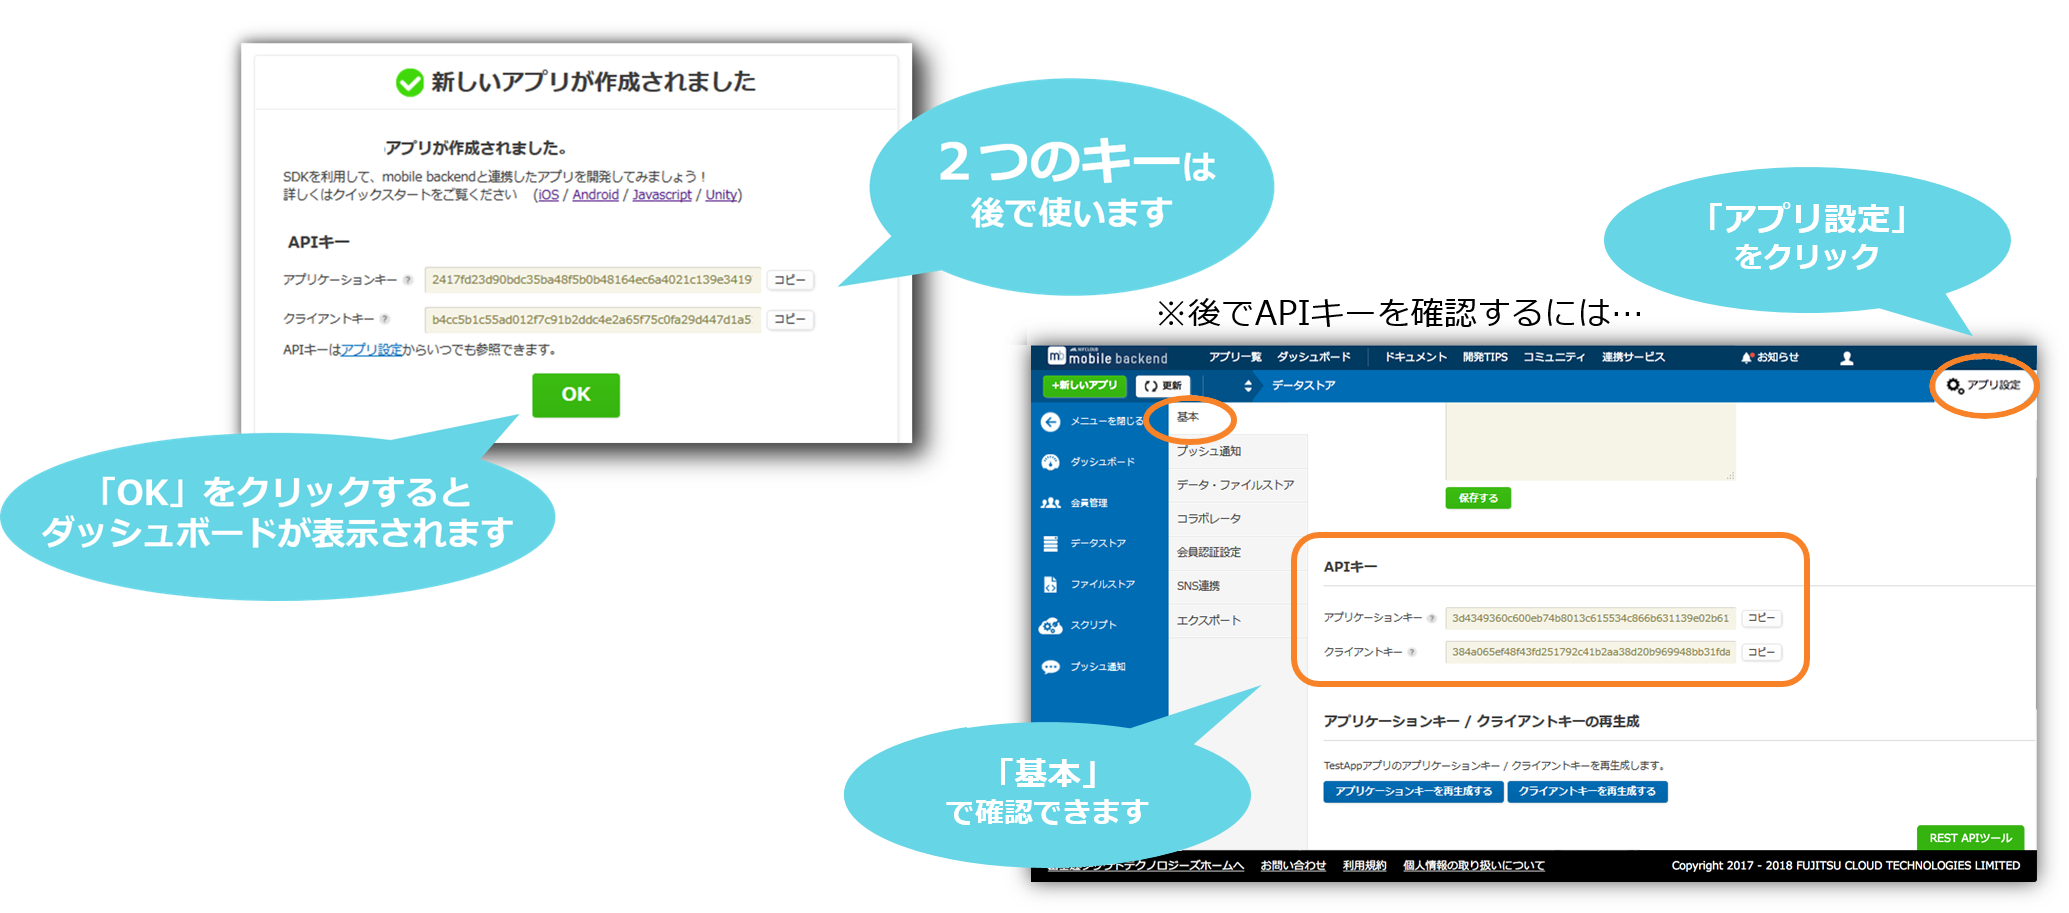 新しいアプリが作成されました
アプリが作成されました。
SDKを利用して、mobile backendと連携したアプリを開発してみましょう！
詳しくはクイックスタートをご覧ください (iOS / Android / Javascript / Unity)
APIキー
アプリケーションキー ? 2417fd23d90bdc35ba48f5b0b48164ec6a4021c139e3419 コピー
クライアントキー ? b4cc5b1c55ad012f7c91b2ddc4e2a65f75c0fa29d447d1a5 コピー
APIキーはアプリ設定からいつでも参照できます。
OK
２つのキーは
後で使います
「OK」をクリックすると
ダッシュボードが表示されます
「アプリ設定」
をクリック
※後でAPIキーを確認するには…
mb mobile backend アプリ一覧 ダッシュボード ドキュメント 開発TIPS コミュニティ 連携サービス お知らせ
+新しいアプリ 更新 データストア アプリ設定
メニューを閉じる
ダッシュボード
会員管理
データストア
ファイルストア
スクリプト
プッシュ通知
基本
プッシュ通知
データ・ファイルストア
コラボレータ
会員認証設定
SNS連携
エクスポート
保存する
APIキー
アプリケーションキー ? 3d4349360c600eb74b8013c615534c866b631139e02b61 コピー
クライアントキー ? 384a065ef48f43fd251792c41b2aa38d20b969948bb31fda コピー
アプリケーションキー / クライアントキーの再生成
TestAppアプリのアプリケーションキー / クライアントキーを再生成します。
アプリケーションキーを再生成する クライアントキーを再生成する
「基本」
で確認できます
REST APIツール
クラウドテクノロジーズホームへ お問い合わせ 利用規約 個人情報の取り扱いについて Copyright 2017 - 2018 FUJITSU CLOUD TECHNOLOGIES LIMITED